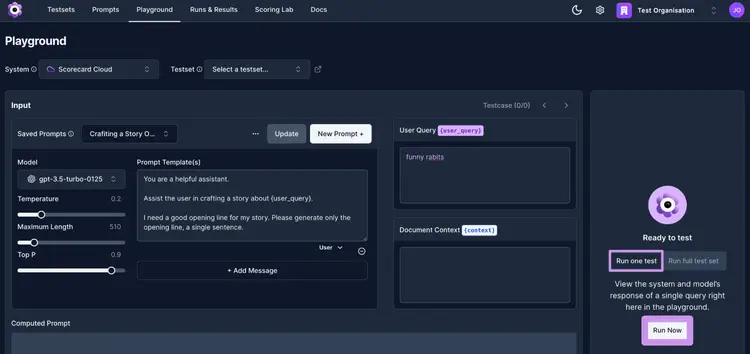 Testsets Prompts Playground Runs & Results Scoring Lab Docs Test Organisation JO
Playground
System Scorecard Cloud Testset Select a testset...
Input
Testcase (0/0)
Saved Prompts Crafiting a Story O... ... Update New Prompt +
Model
gpt-3.5-turbo-0125
Temperature 0.2
Maximum Length 510
Top P 0.9
Prompt Template(s)
You are a helpful assistant.
Assist the user in crafting a story about {user_query}.
I need a good opening line for my story. Please generate only the
opening line, a single sentence.
User
+ Add Message
User Query {user_query}
funny rabits
Document Context {context}
Ready to test
Run one test Run full test set
View the system and model's
response of a single query right
here in the playground.
Run Now
Computed Prompt